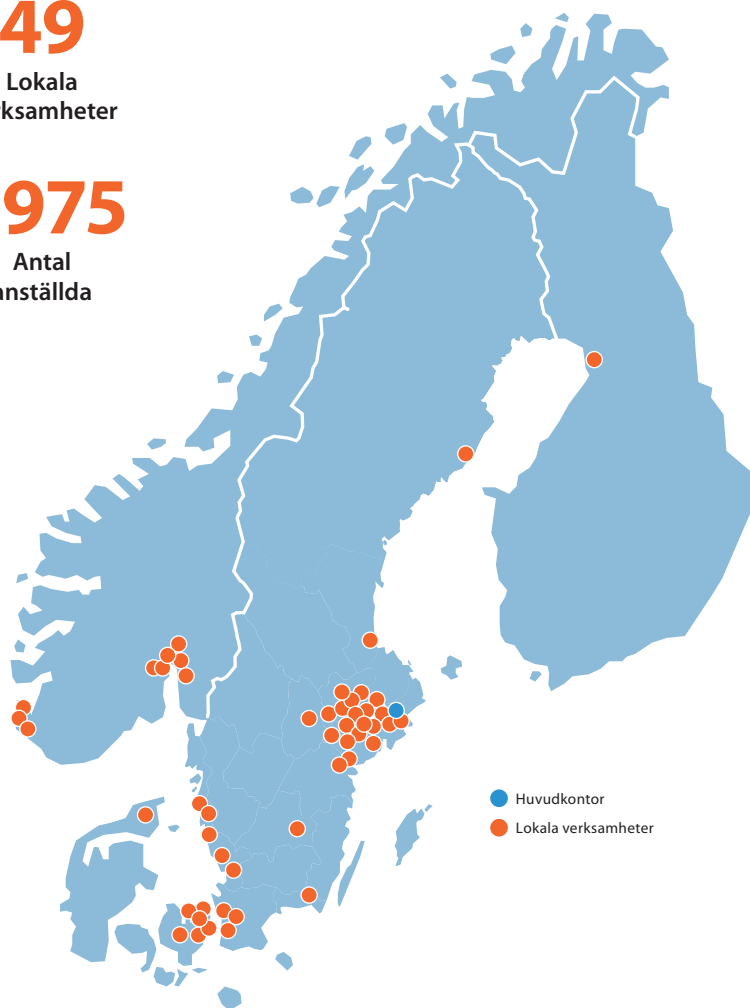 49
Lokala
rksamheter
975
Antal
anställda
Huvudkontor
Lokala verksamheter